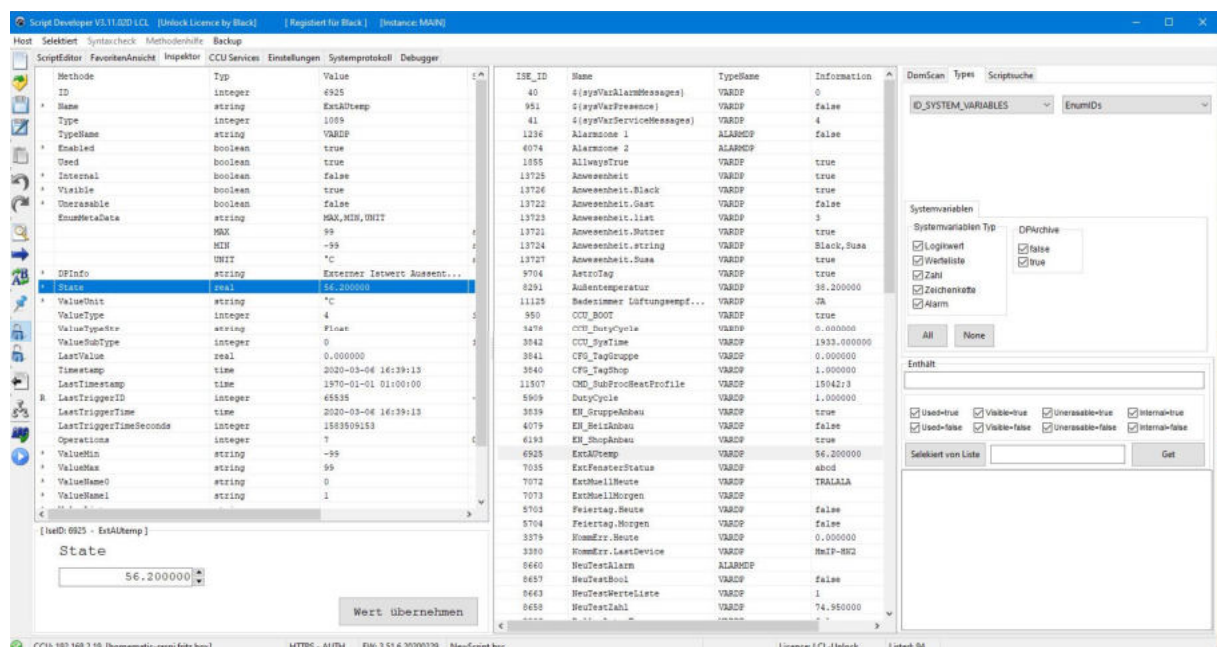 Script Developer V3.11.02D LCL [Unlock Licence by Black] [ Registiert für Black ] [Instance: MAIN]
Host Selektiert Syntaxcheck Methodenhilfe Backup
ScriptEditor FavoritenAnsicht Inspektor CCU Services Einstellungen Systemprotokoll Debugger
Methode Typ Value
ID integer 6925
* Name string ExtAUtemp
Type integer 1089
TypeName string VARDP
* Enabled boolean true
Used boolean true
* Internal boolean false
* Visible boolean true
* Unerasable boolean false
EnumMetaData string MAX,MIN,UNIT
MAX 99
MIN -99
UNIT °C
* DPInfo string Externer Istwert Aussent...
* State real 56.200000
* ValueUnit string °C
ValueType integer 4
ValueTypeStr string Float
ValueSubType integer 0
LastValue real 0.000000
Timestamp time 2020-03-06 16:39:13
LastTimestamp time 1970-01-01 01:00:00
R LastTriggerID integer 65535
LastTriggerTime time 2020-03-06 16:39:13
LastTriggerTimeSeconds integer 1583509153
Operations integer 7
* ValueMin string -99
* ValueMax string 99
* ValueName0 string 0
* ValueName1 string 1
[ IseID: 6925 - ExtAUtemp ]
State
56.200000
Wert übernehmen
ISE_ID Name TypeName Information
40 ${sysVarAlarmMessages} VARDP 0
951 ${sysVarPresence} VARDP false
41 ${sysVarServiceMessages} VARDP 4
1236 Alarmzone 1 ALARMDP false
6074 Alarmzone 2 ALARMDP
1855 AllwaysTrue VARDP true
13725 Anwesenheit VARDP true
13726 Anwesenheit.Black VARDP true
13722 Anwesenheit.Gast VARDP false
13723 Anwesenheit.list VARDP 3
13721 Anwesenheit.Nutzer VARDP true
13724 Anwesenheit.string VARDP Black,Susa
13727 Anwesenheit.Susa VARDP true
9704 AstroTag VARDP true
8291 Außentemperatur VARDP 38.200000
11125 Badezimmer Lüftungsempf... VARDP JA
950 CCU_BOOT VARDP true
3478 CCU_DutyCycle VARDP 0.000000
3842 CCU_SysTime VARDP 1933.000000
3841 CFG_TagGruppe VARDP 0.000000
3840 CFG_TagShop VARDP 1.000000
11507 CMD_SubProcHeatProfile VARDP 15042;3
5909 DutyCycle VARDP 1.000000
3839 EN_GruppeAnbau VARDP true
4079 EN_HeizAnbau VARDP false
6193 EN_ShopAnbau VARDP true
6925 ExtAUtemp VARDP 56.200000
7035 ExtFensterStatus VARDP abcd
7072 ExtMuellHeute VARDP TRALALA
7073 ExtMuellMorgen VARDP
5703 Feiertag.Heute VARDP false
5704 Feiertag.Morgen VARDP false
3379 KommErr.Heute VARDP 0.000000
3380 KommErr.LastDevice VARDP HmIP-HK2
8660 NeuTestAlarm ALARMDP
8657 NeuTestBool VARDP false
8663 NeuTestWerteListe VARDP 1
8658 NeuTestZahl VARDP 74.950000
DomScan Types Scriptsuche
ID_SYSTEM_VARIABLES EnumIDs
Systemvariablen
Systemvariablen Typ DPArchive
Logikwert false
Werteliste true
Zahl
Zeichenkette
Alarm
All None
Enthält
Used=true Visible=true Unerasable=true Internal=true
Used=false Visible=false Unerasable=false Internal=false
Selekiert von Liste Get